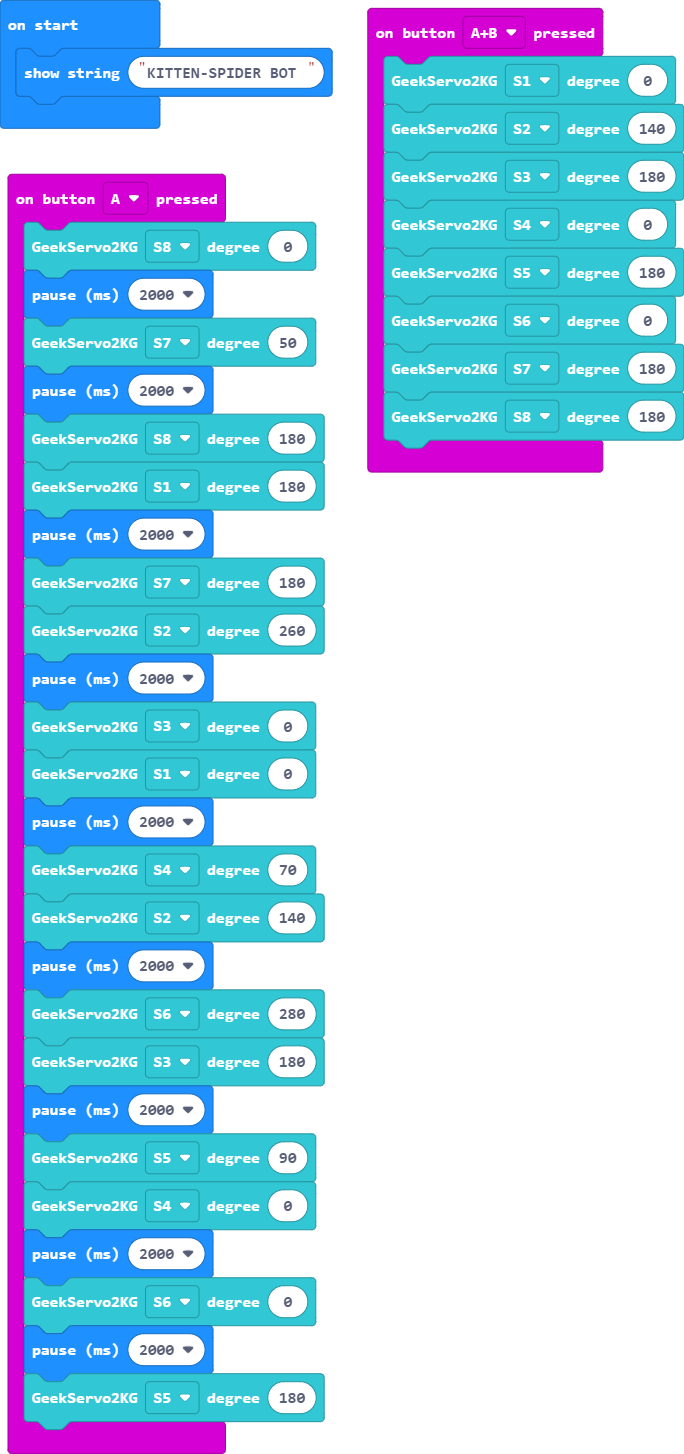 on start
show string "KITTEN-SPIDER BOT "
on button A pressed
GeekServo2KG S8 degree 0
pause (ms) 2000
GeekServo2KG S7 degree 50
pause (ms) 2000
GeekServo2KG S8 degree 180
GeekServo2KG S1 degree 180
pause (ms) 2000
GeekServo2KG S7 degree 180
GeekServo2KG S2 degree 260
pause (ms) 2000
GeekServo2KG S3 degree 0
GeekServo2KG S1 degree 0
pause (ms) 2000
GeekServo2KG S4 degree 70
GeekServo2KG S2 degree 140
pause (ms) 2000
GeekServo2KG S6 degree 280
GeekServo2KG S3 degree 180
pause (ms) 2000
GeekServo2KG S5 degree 90
GeekServo2KG S4 degree 0
pause (ms) 2000
GeekServo2KG S6 degree 0
pause (ms) 2000
GeekServo2KG S5 degree 180
on button A+B pressed
GeekServo2KG S1 degree 0
GeekServo2KG S2 degree 140
GeekServo2KG S3 degree 180
GeekServo2KG S4 degree 0
GeekServo2KG S5 degree 180
GeekServo2KG S6 degree 0
GeekServo2KG S7 degree 180
GeekServo2KG S8 degree 180